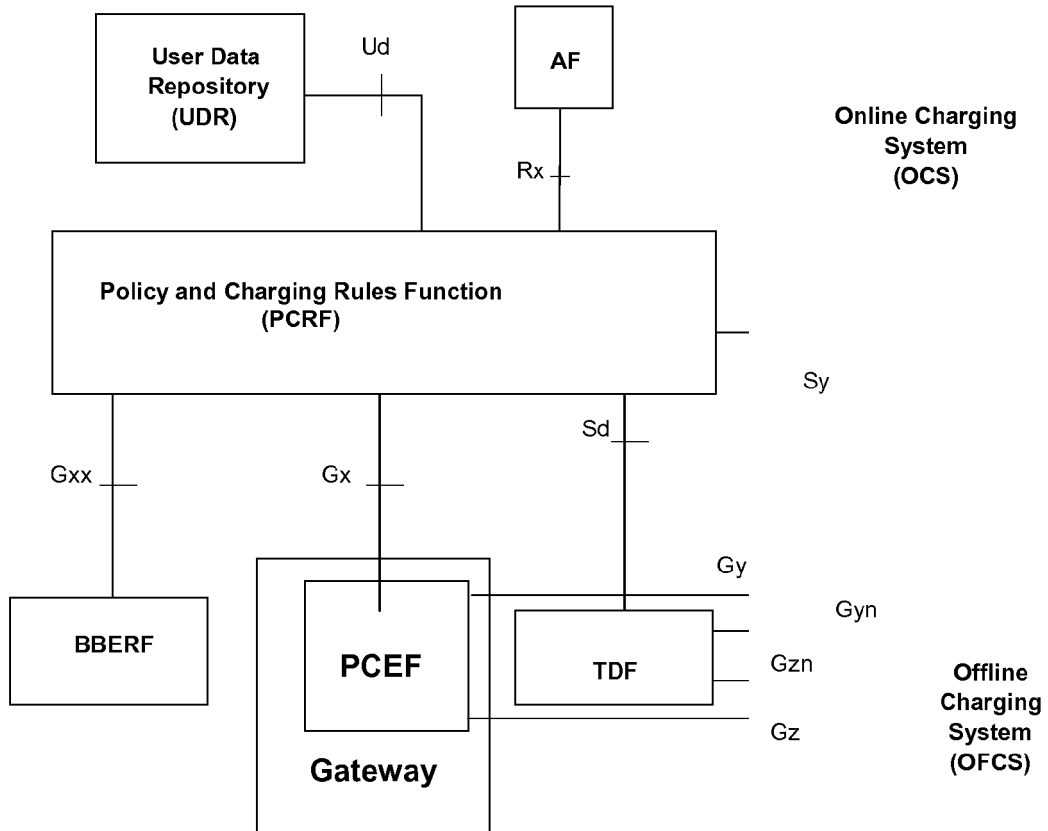 Ud
User Data
Repository
(UDR)
AF
Online Charging
System
(OCS)
Rx
Policy and Charging Rules Function
(PCRF)
Sy
Sd
Gxx
Gx
Gy
Gyn
BBERF
PCEF
TDF
Gzn
Offline
Charging
System
(OFCS)
Gz
Gateway